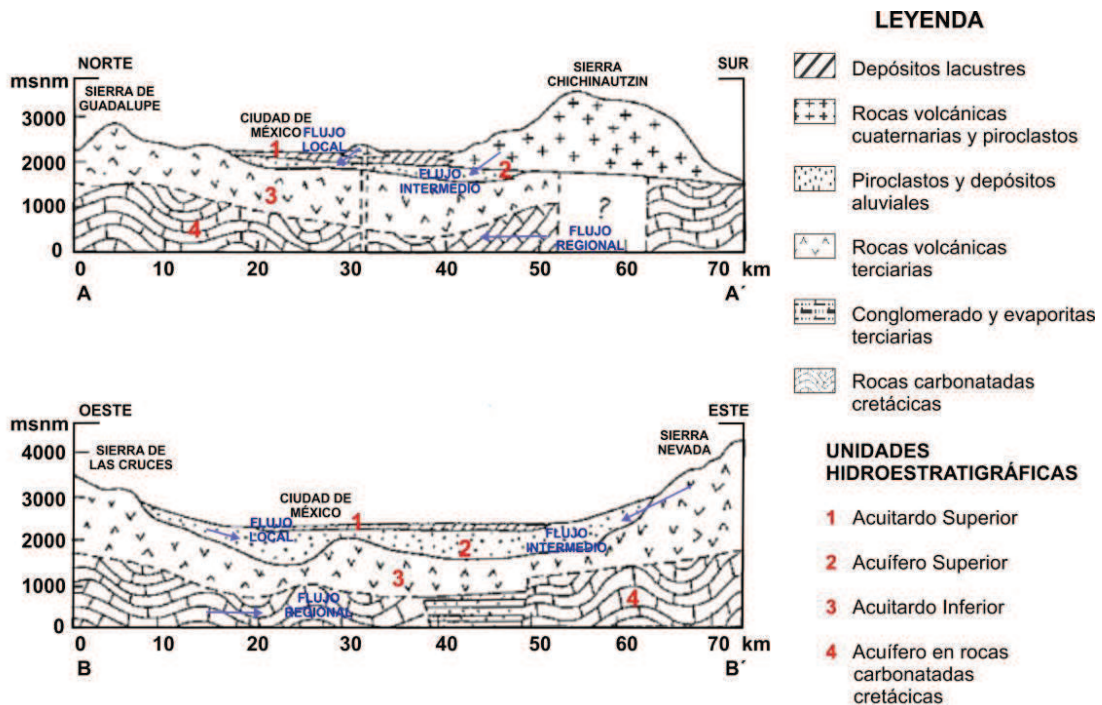 NORTE
SUR
msnm
SIERRA DE
GUADALUPE
CIUDAD DE
MÉXICO
FLUJO
LOCAL
SIERRA
CHICHINAUTZIN
3000
2000
1000
0
1
2
3
4
FLUJO
INTERMEDIO
?
FLUJO
REGIONAL
0 10 20 30 40 50 60 70 km
A
A´
OESTE
ESTE
msnm
SIERRA DE
LAS CRUCES
CIUDAD DE
MÉXICO
SIERRA
NEVADA
4000
3000
2000
1000
0
FLUJO
LOCAL
1
FLUJO
INTERMEDIO
2
3
4
FLUJO
REGIONAL
0 10 20 30 40 50 60 70 km
B
B´
LEYENDA
Depósitos lacustres
Rocas volcánicas
cuaternarias y piroclastos
Piroclastos y depósitos
aluviales
Rocas volcánicas
terciarias
Conglomerado y evaporitas
terciarias
Rocas carbonatadas
cretácicas
UNIDADES
HIDROESTRATIGRÁFICAS
1 Acuitardo Superior
2 Acuífero Superior
3 Acuitardo Inferior
4 Acuífero en rocas
carbonatadas
cretácicas